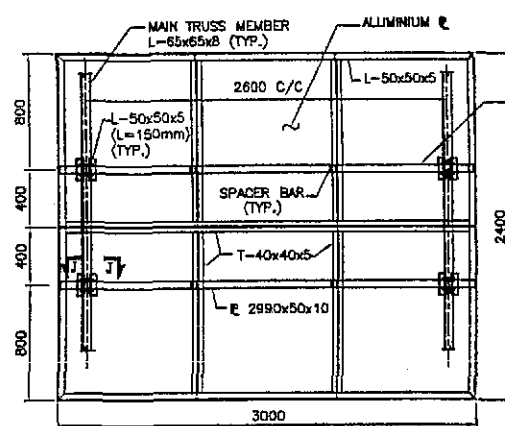 MAIN TRUSS MEMBER
L-65x65x8 (TYP.)
ALUMINIUM ⅊
L-50x50x5
2600 C/C
L-50x50x5
(L=150mm)
(TYP.)
SPACER BAR
(TYP.)
T-40x40x5
J
J
⅊ 2990x50x10
800
400
400
800
2400
3000